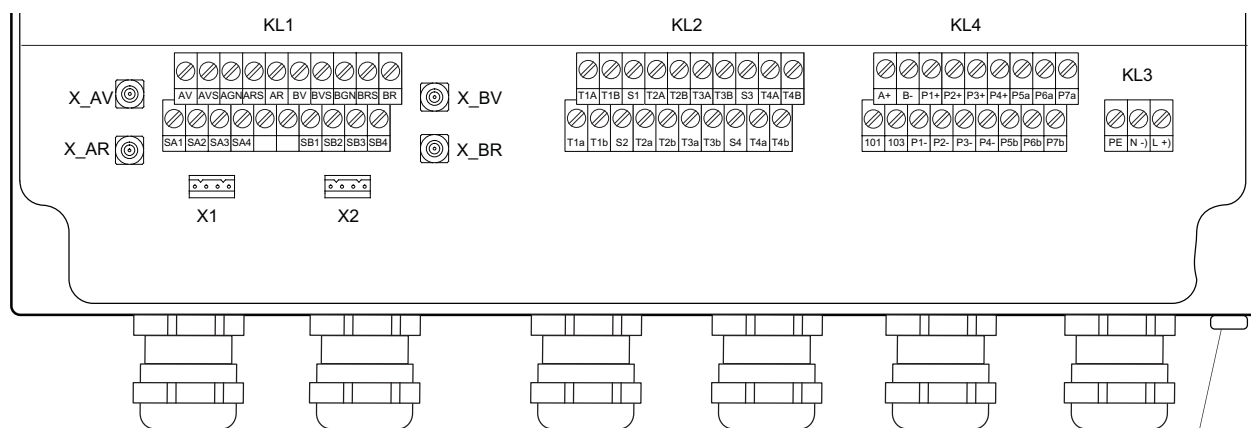 KL1 KL2 KL4
KL3
X_AV AV AVS AGN ARS AR BV BVS BGN BRS BR X_BV
T1A T1B S1 T2A T2B T3A T3B S3 T4A T4B
A+ B- P1+ P2+ P3+ P4+ P5a P6a P7a
X_AR SA1 SA2 SA3 SA4 SB1 SB2 SB3 SB4 X_BR
T1a T1b S2 T2a T2b T3a T3b S4 T4a T4b
101 103 P1- P2- P3- P4- P5b P6b P7b
PE N -) L +)
X1 X2